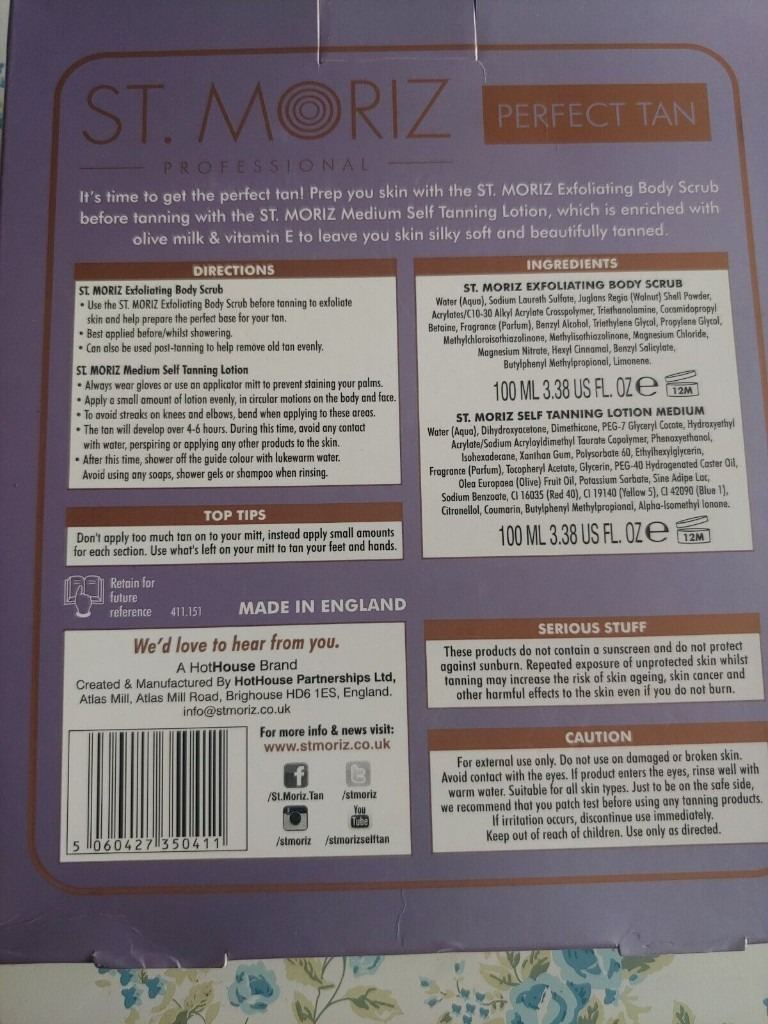 ST. MORIZ
PROFESSIONAL
PERFECT TAN
It's time to get the perfect tan! Prep you skin with the ST. MORIZ Exfoliating Body Scrub
before tanning with the ST. MORIZ Medium Self Tanning Lotion, which is enriched with
olive milk & vitamin E to leave you skin silky soft and beautifully tanned.
DIRECTIONS
ST. MORIZ Exfoliating Body Scrub
• Use the ST. MORIZ Exfoliating Body Scrub before tanning to exfoliate
skin and help prepare the perfect base for your tan.
• Best applied before/whilst showering.
• Can also be used post-tanning to help remove old tan evenly.
ST. MORIZ Medium Self Tanning Lotion
• Always wear gloves or use an applicator mitt to prevent staining your palms.
• Apply a small amount of lotion evenly, in circular motions on the body and face.
• To avoid streaks on knees and elbows, bend when applying to these areas.
• The tan will develop over 4-6 hours. During this time, avoid any contact
with water, perspiring or applying any other products to the skin.
• After this time, shower off the guide colour with lukewarm water.
Avoid using any soaps, shower gels or shampoo when rinsing.
TOP TIPS
Don't apply too much tan on to your mitt, instead apply small amounts
for each section. Use what's left on your mitt to tan your feet and hands.
Retain for
future
reference
411.151
MADE IN ENGLAND
We'd love to hear from you.
A HotHouse Brand
Created & Manufactured By HotHouse Partnerships Ltd,
Atlas Mill, Atlas Mill Road, Brighouse HD6 1ES, England.
info@stmoriz.co.uk
For more info & news visit:
www.stmoriz.co.uk
/St.Moriz.Tan
/stmoriz
You
Tube
/stmoriz
/stmorizselftan
5 060427 350411
INGREDIENTS
ST. MORIZ EXFOLIATING BODY SCRUB
Water (Aqua), Sodium Laureth Sulfate, Juglans Regia (Walnut) Shell Powder,
Acrylates/C10-30 Alkyl Acrylate Crosspolymer, Triethanolamine, Cocamidopropyl
Betaine, Fragrance (Parfum), Benzyl Alcohol, Triethylene Glycol, Propylene Glycol,
Methylchloroisothiazolinone, Methylisothiazolinone, Magnesium Chloride,
Magnesium Nitrate, Hexyl Cinnamal, Benzyl Salicylate,
Butylphenyl Methylpropional, Limonene.
100 ML 3.38 US FL. OZ e 12M
ST. MORIZ SELF TANNING LOTION MEDIUM
Water (Aqua), Dihydroxyacetone, Dimethicone, PEG-7 Glyceryl Cocoate, Hydroxyethyl
Acrylate/Sodium Acryloyldimethyl Taurate Copolymer, Phenoxyethanol,
Isohexadecane, Xanthan Gum, Polysorbate 60, Ethylhexylglycerin,
Fragrance (Parfum), Tocopheryl Acetate, Glycerin, PEG-40 Hydrogenated Caster Oil,
Olea Europaea (Olive) Fruit Oil, Potassium Sorbate, Sine Adipe Lac,
Sodium Benzoate, CI 16035 (Red 40), CI 19140 (Yellow 5), CI 42090 (Blue 1),
Citronellol, Coumarin, Butylphenyl Methylpropional, Alpha-Isomethyl Ionone.
100 ML 3.38 US FL. OZ e 12M
SERIOUS STUFF
These products do not contain a sunscreen and do not protect
against sunburn. Repeated exposure of unprotected skin whilst
tanning may increase the risk of skin ageing, skin cancer and
other harmful effects to the skin even if you do not burn.
CAUTION
For external use only. Do not use on damaged or broken skin.
Avoid contact with the eyes. If product enters the eyes, rinse well with
warm water. Suitable for all skin types. Just to be on the safe side,
we recommend that you patch test before using any tanning products.
If irritation occurs, discontinue use immediately.
Keep out of reach of children. Use only as directed.